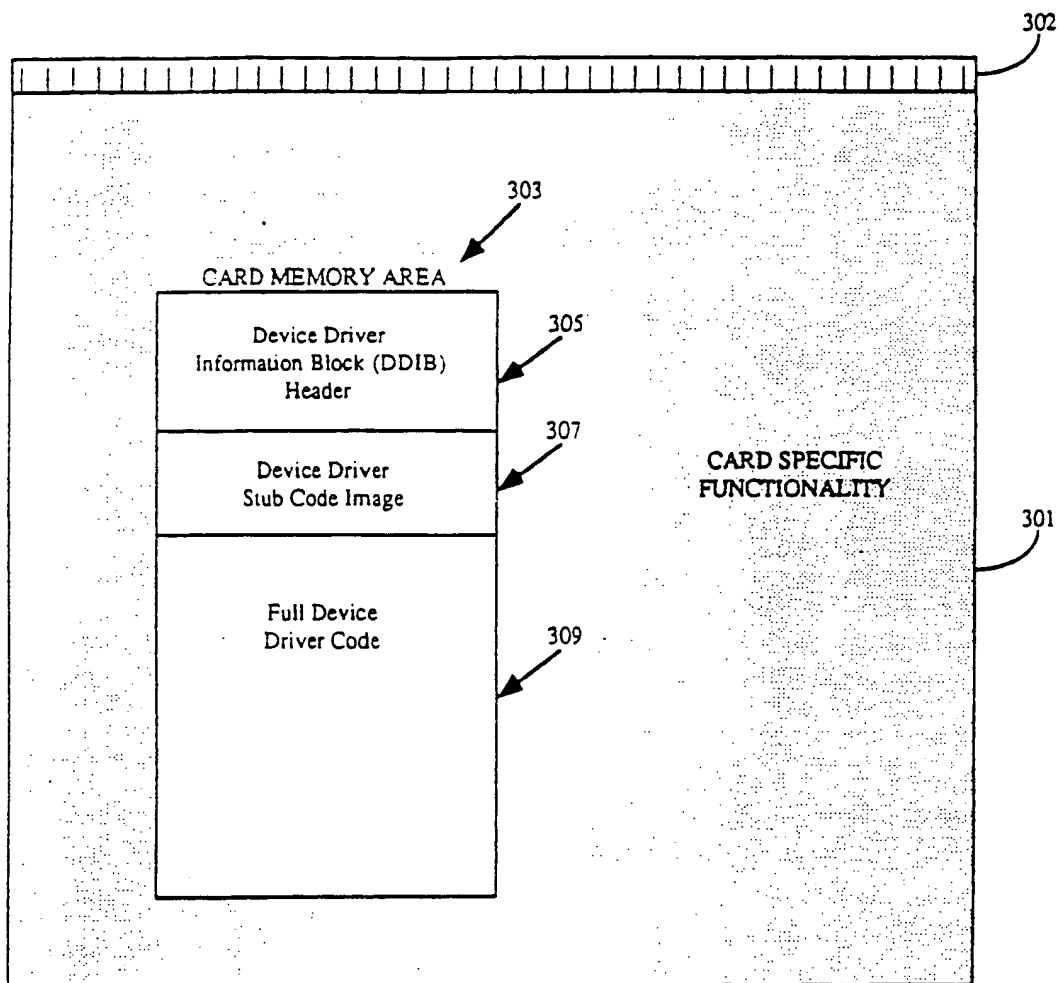 302
303
CARD MEMORY AREA
Device Driver
Information Block (DDIB)
Header
305
Device Driver
Stub Code Image
307
CARD SPECIFIC
FUNCTIONALITY
301
Full Device
Driver Code
309